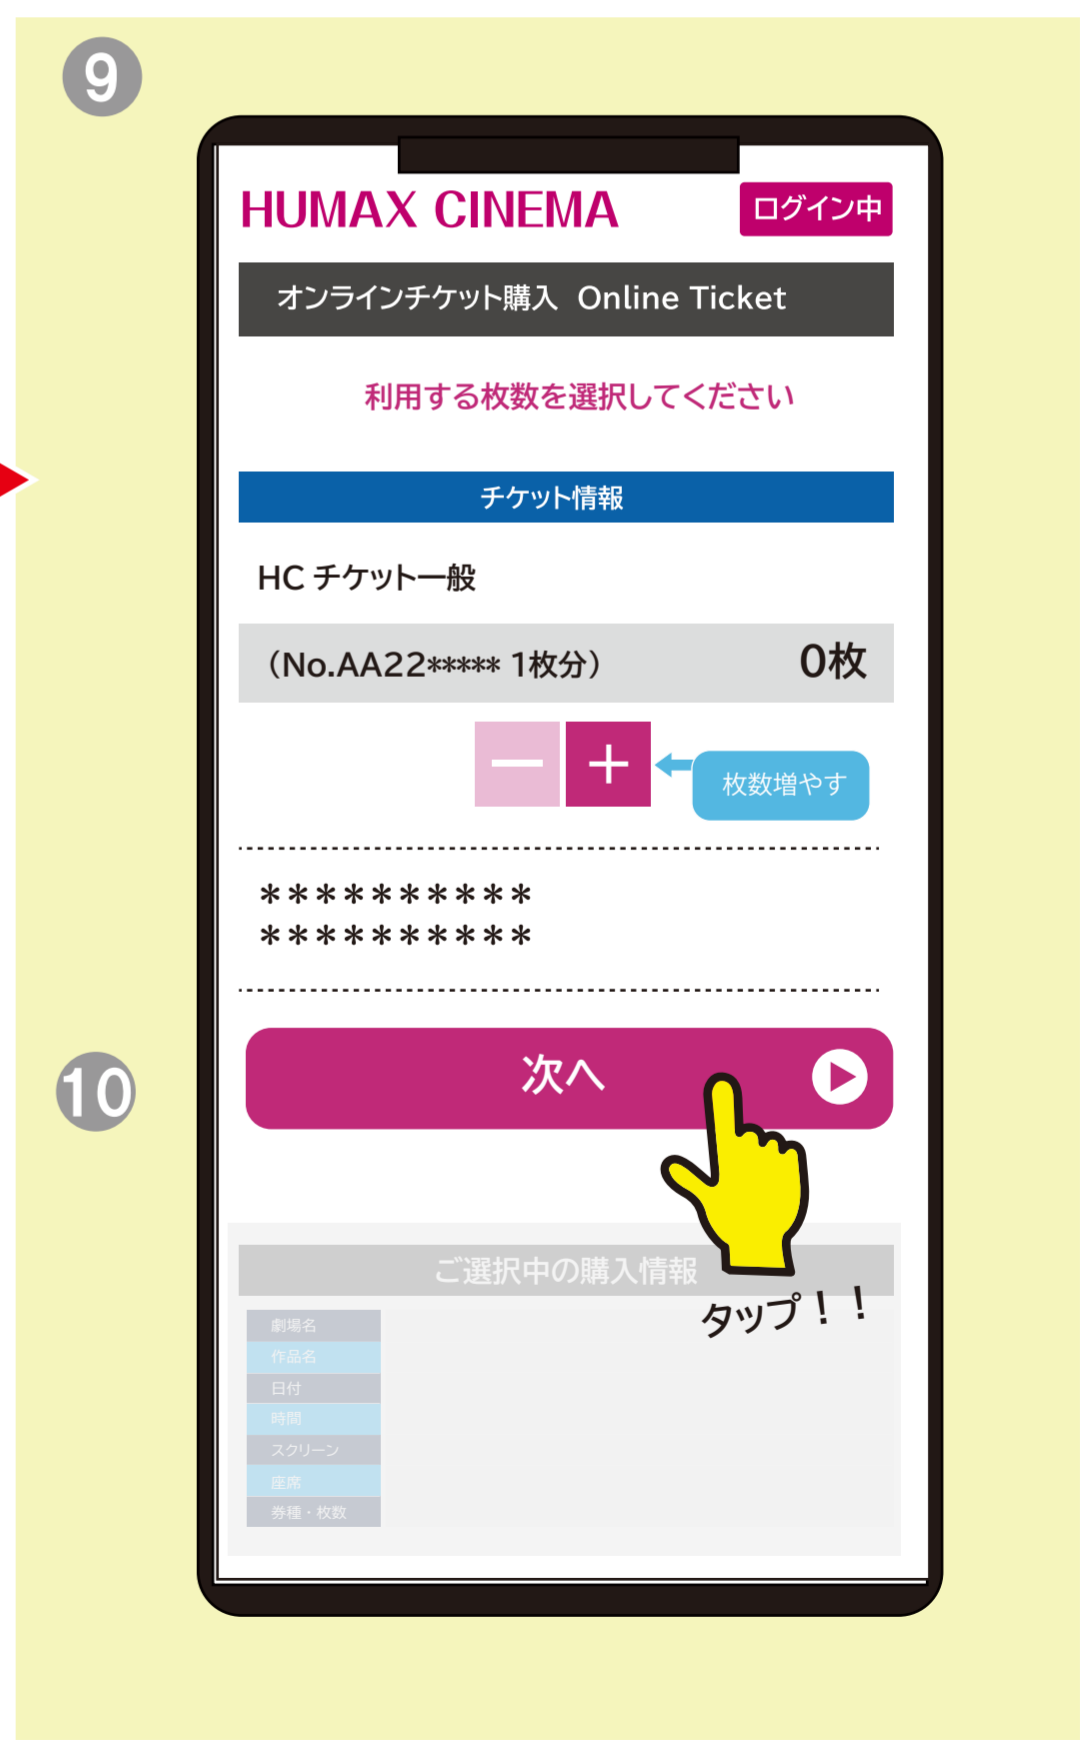 9
HUMAX CINEMA
ログイン中
オンラインチケット購入 Online Ticket
利用する枚数を選択してください
チケット情報
HC チケット一般
（No.AA22***** 1枚分）
0枚
枚数増やす
**********
**********
10
次へ
タップ！！
ご選択中の購入情報
劇場名
作品名
日付
時間
スクリーン
座席
券種・枚数